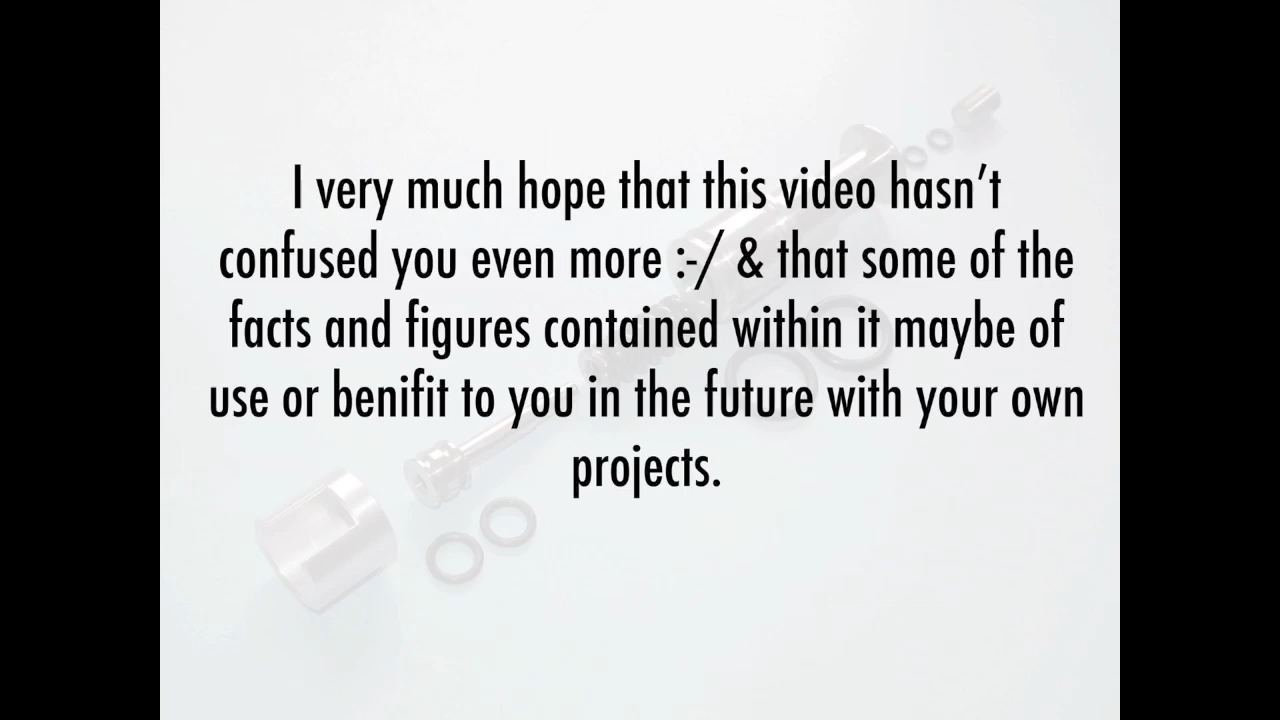 I very much hope that this video hasn’t
confused you even more :-/ & that some of the
facts and figures contained within it maybe of
use or benifit to you in the future with your own
projects.